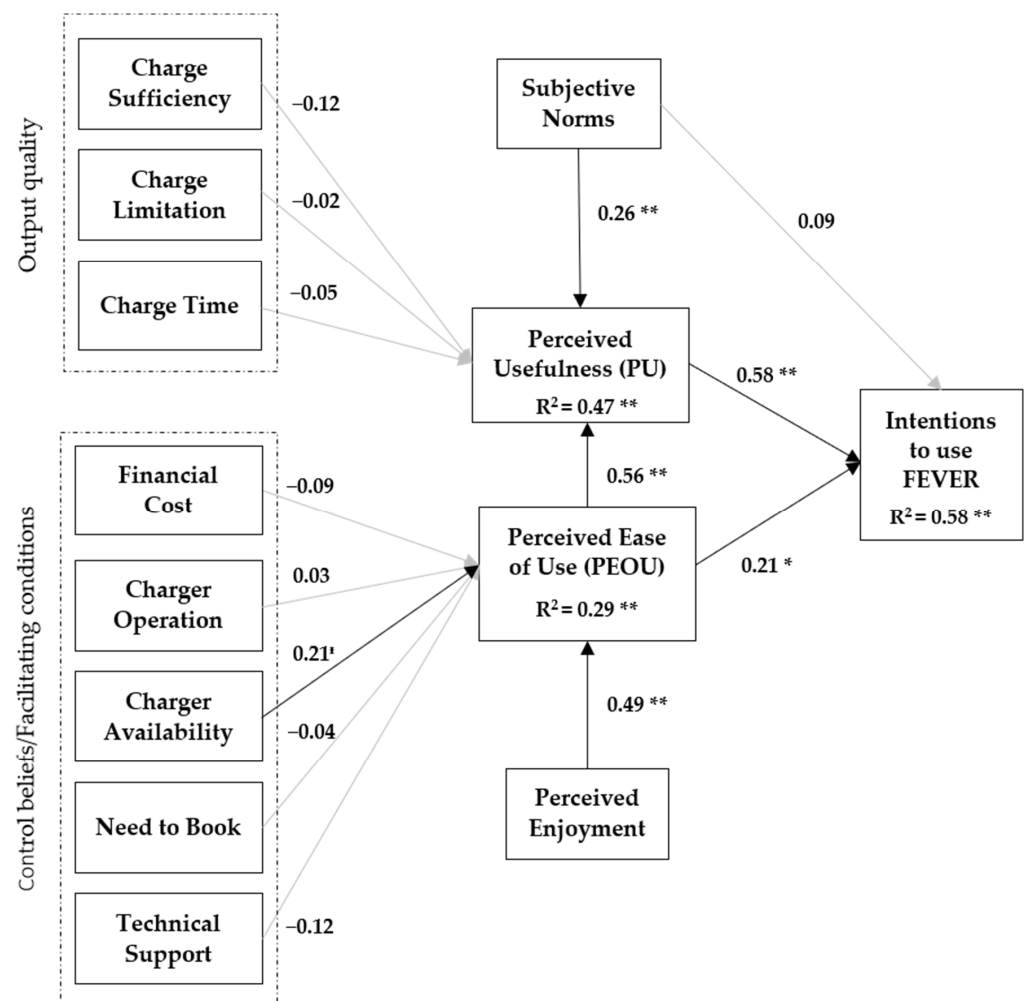 Output quality
Charge
Sufficiency
−0.12
Charge
Limitation
−0.02
Charge Time
−0.05
Subjective
Norms
0.26 **
0.09
Perceived
Usefulness (PU)
R² = 0.47 **
0.58 **
Intentions
to use
FEVER
R² = 0.58 **
0.56 **
Control beliefs/Facilitating conditions
Financial
Cost
−0.09
Charger
Operation
0.03
Charger
Availability
0.21*
Need to Book
−0.04
Technical
Support
−0.12
Perceived Ease
of Use (PEOU)
R² = 0.29 **
0.21 *
0.49 **
Perceived
Enjoyment